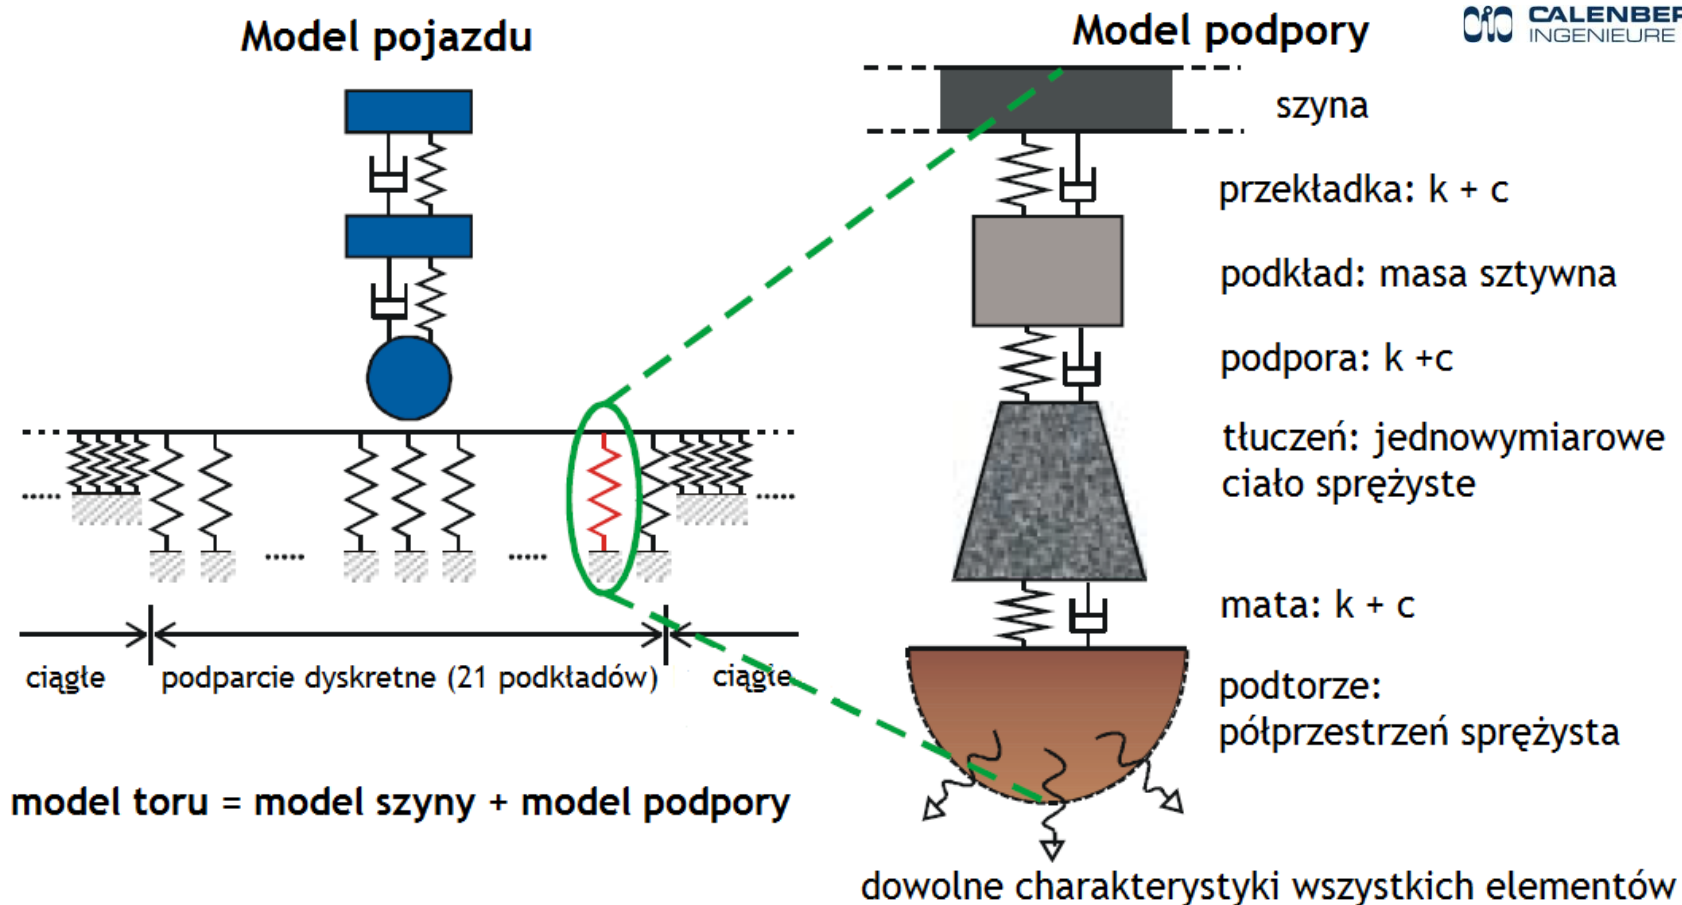 Model pojazdu
Model podpory
CALENBER
INGENIEURE
szyna
przekładka: k + c
podkład: masa sztywna
podpora: k +c
tłuczeń: jednowymiarowe
ciało sprężyste
mata: k + c
podtorze:
półprzestrzeń sprężysta
ciągłe
podparcie dyskretne (21 podkładów)
ciągłe
model toru = model szyny + model podpory
dowolne charakterystyki wszystkich elementów